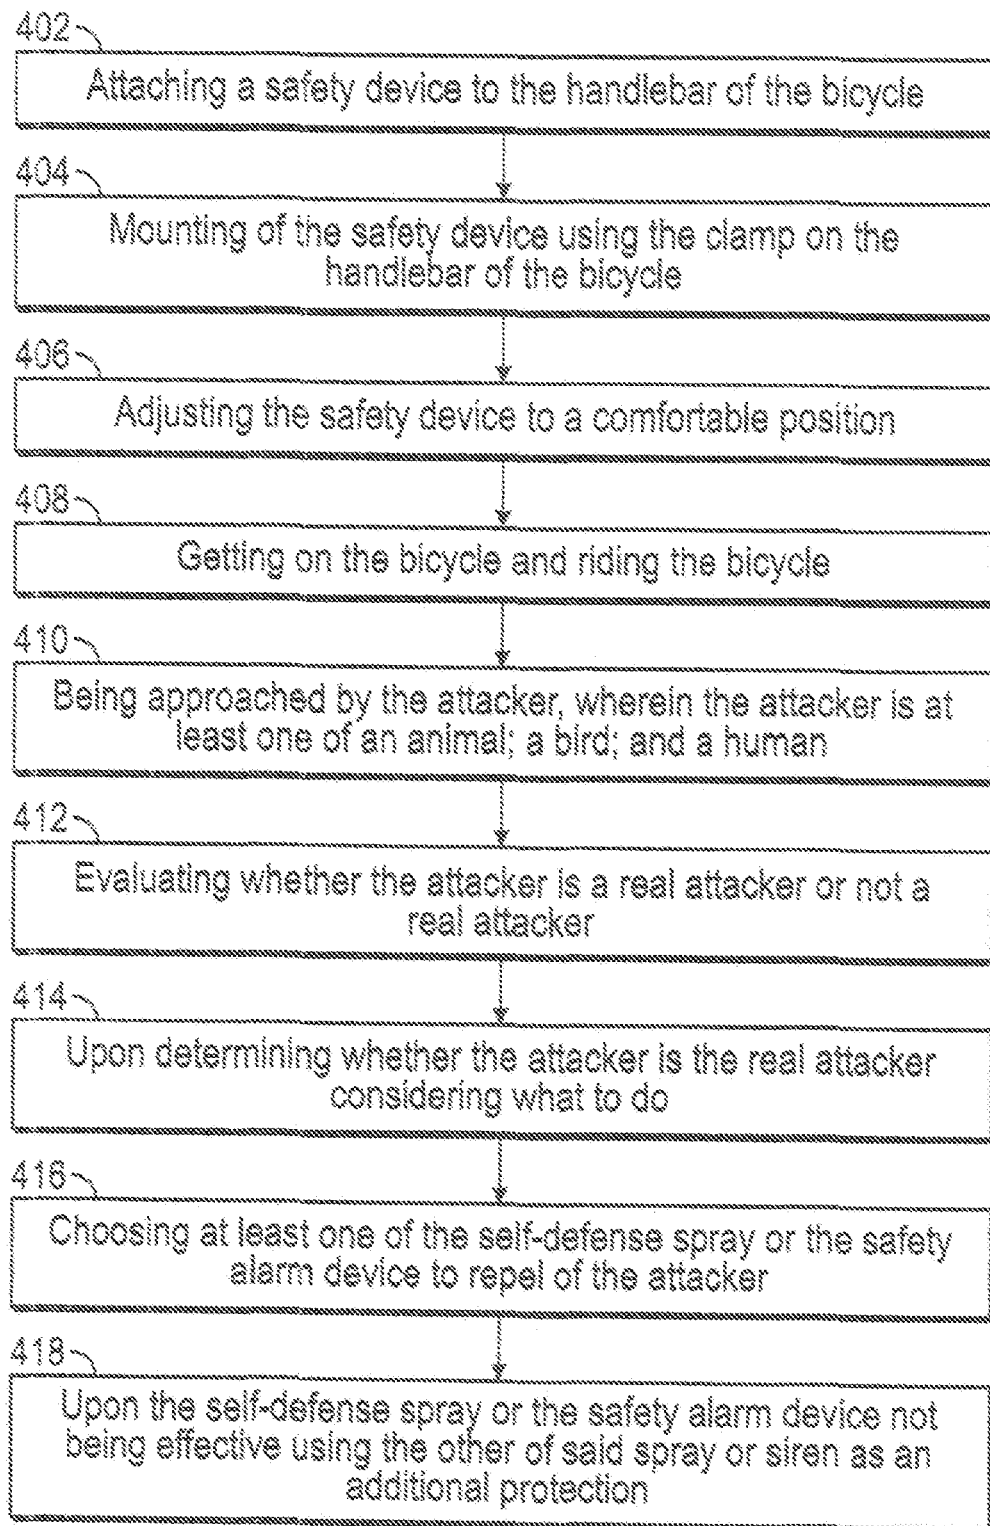 402
Attaching a safety device to the handlebar of the bicycle
404
Mounting of the safety device using the clamp on the
handlebar of the bicycle
406
Adjusting the safety device to a comfortable position
408
Getting on the bicycle and riding the bicycle
410
Being approached by the attacker, wherein the attacker is at
least one of an animal; a bird; and a human
412
Evaluating whether the attacker is a real attacker or not a
real attacker
414
Upon determining whether the attacker is the real attacker
considering what to do
416
Choosing at least one of the self-defense spray or the safety
alarm device to repel of the attacker
418
Upon the self-defense spray or the safety alarm device not
being effective using the other of said spray or siren as an
additional protection